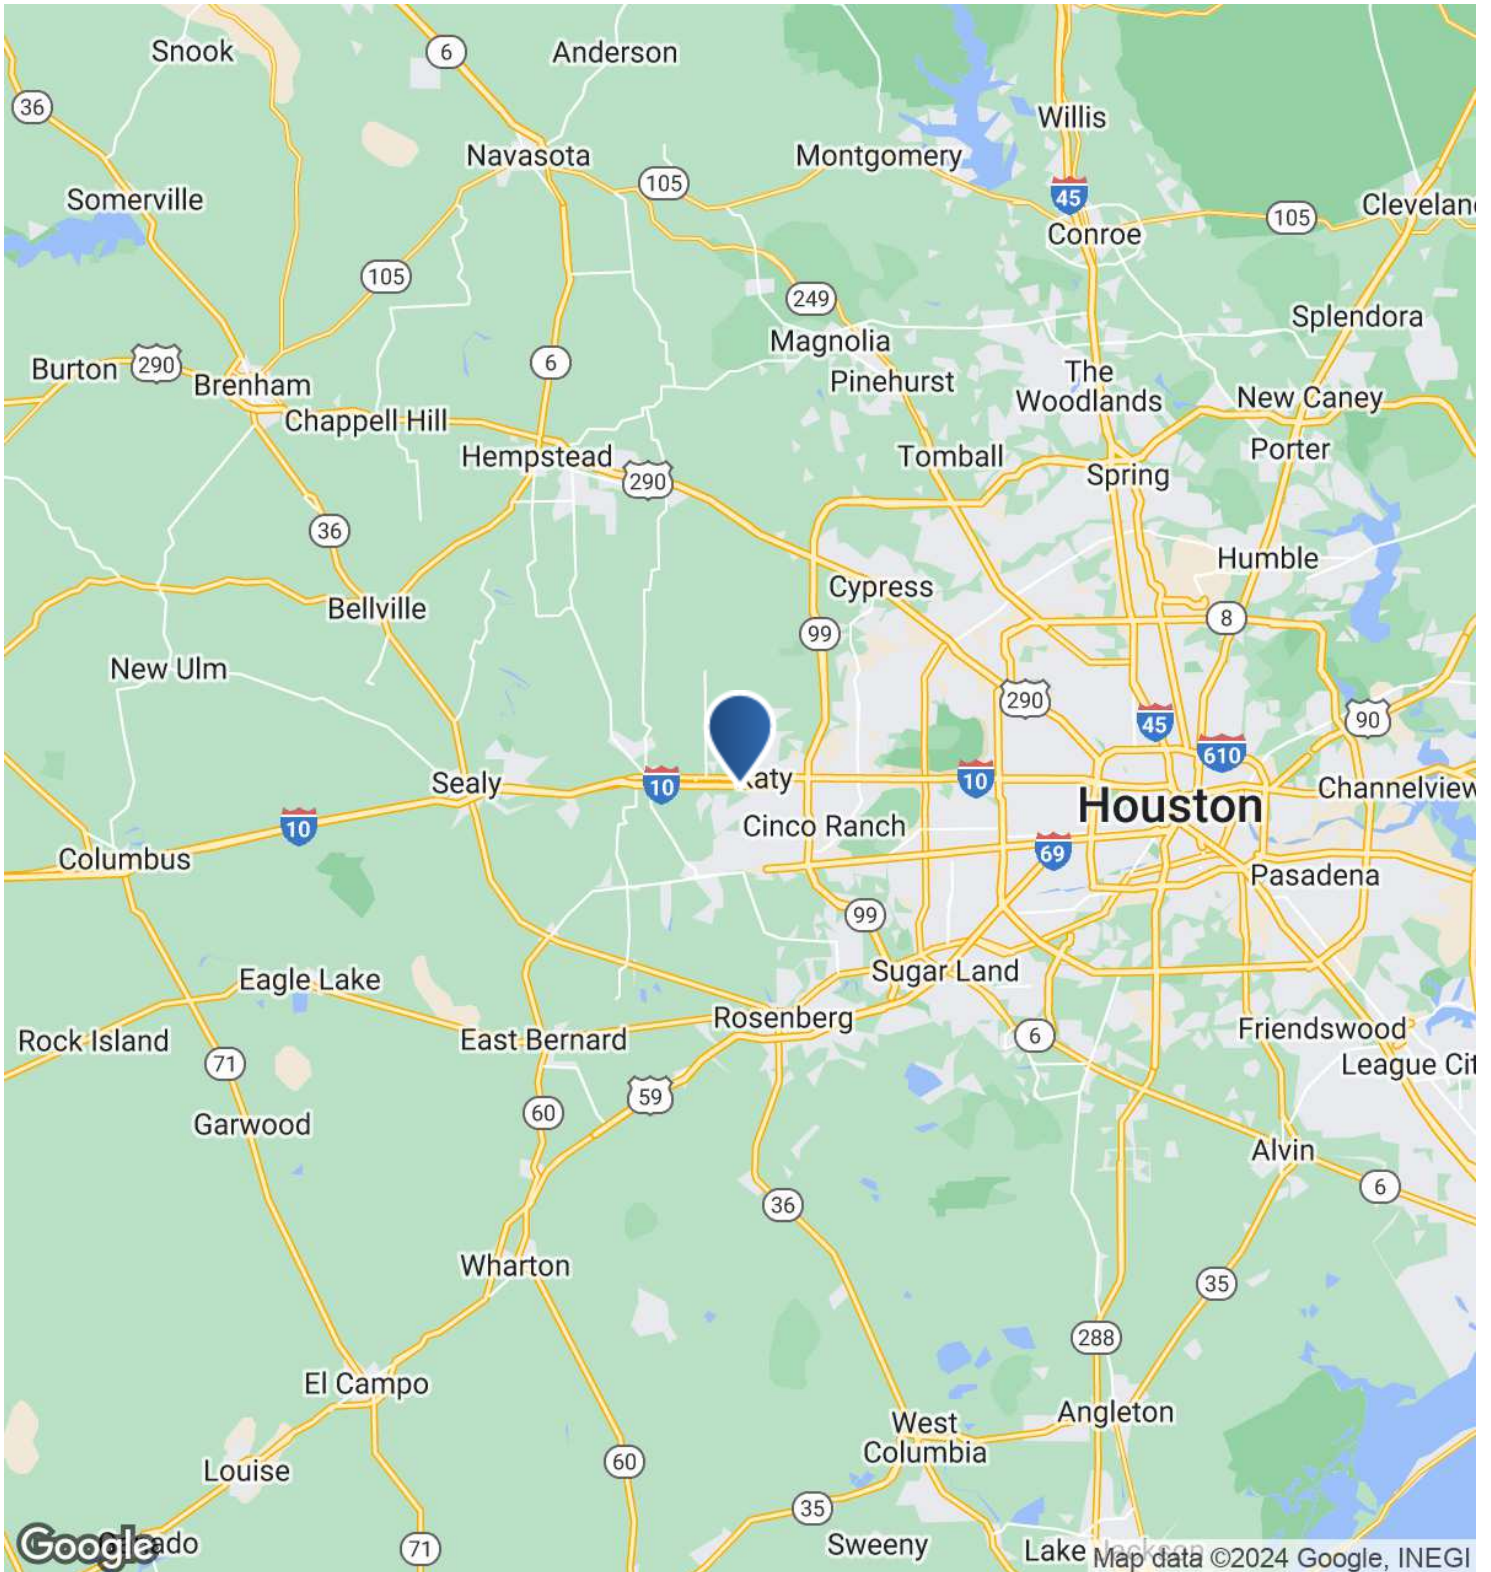 Snook
6
Anderson
36
Willis
Navasota
Montgomery
105
45
Somerville
105
Clevelan
Conroe
105
249
Splendora
Magnolia
Burton
290
6
The
Woodlands
Brenham
Pinehurst
New Caney
Chappell Hill
Hempstead
Tomball
Porter
290
Spring
36
Humble
Cypress
Bellville
8
99
New Ulm
290
45
90
610
Sealy
10
Katy
10
Channelview
Houston
10
Cinco Ranch
69
Columbus
Pasadena
99
Eagle Lake
Sugar Land
Rosenberg
Rock Island
East Bernard
6
Friendswood
71
League Cit
59
60
Garwood
Alvin
6
36
Wharton
35
288
El Campo
Angleton
West
Columbia
Louise
60
35
Google
71
Sweeny
Lake Jackson
Map data ©2024 Google, INEGI